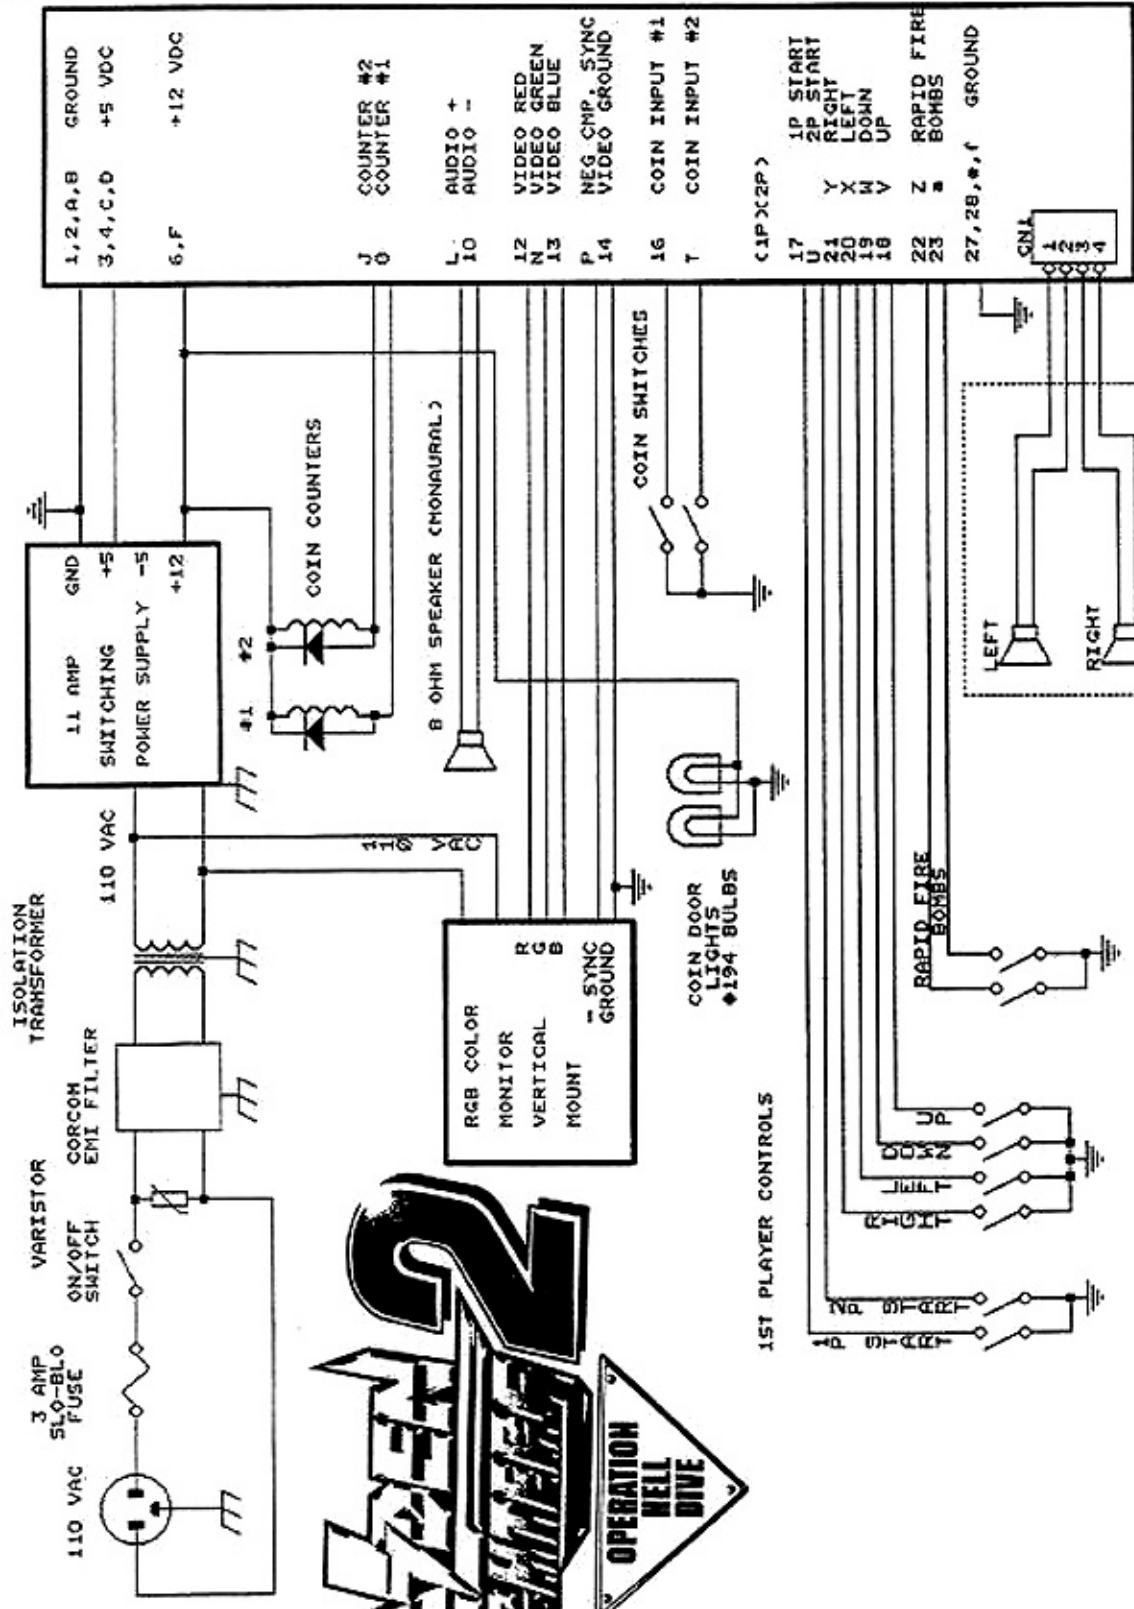 1,2,A,B GROUND
3,4,C,D +5 VDC
6,F +12 VDC
J COUNTER #2
8 COUNTER #1
L AUDIO +
10 AUDIO -
12 VIDEO RED
N VIDEO GREEN
13 VIDEO BLUE
P NEG CMP. SYNC
14 VIDEO GROUND
16 COIN INPUT #1
T COIN INPUT #2
(1P)(2P)
17 1P START
U 2P START
21 Y RIGHT
20 X LEFT
19 W DOWN
18 V UP
22 Z RAPID FIRE
23 a BOMBS
27,28,e,f GROUND
CN1
1
2
3
4
11 AMP
SWITCHING
POWER SUPPLY
GND
+5
-5
+12
COIN COUNTERS
#1
#2
8 OHM SPEAKER (MONAURAL)
COIN SWITCHES
LEFT
RIGHT
110 VAC
ISOLATION
TRANSFORMER
110 VAC
CORCOM
EMI FILTER
VARISTOR
ON/OFF
SWITCH
3 AMP
SLO-BLO
FUSE
110 VAC
RGB COLOR
MONITOR
VERTICAL
MOUNT
R
G
B
- SYNC
GROUND
COIN DOOR
LIGHTS
#194 BULBS
RAPID FIRE
BOMBS
1ST PLAYER CONTROLS
UP
DOWN
LEFT
RIGHT
2P START
1P START
2
OPERATION
HELL
DIVE